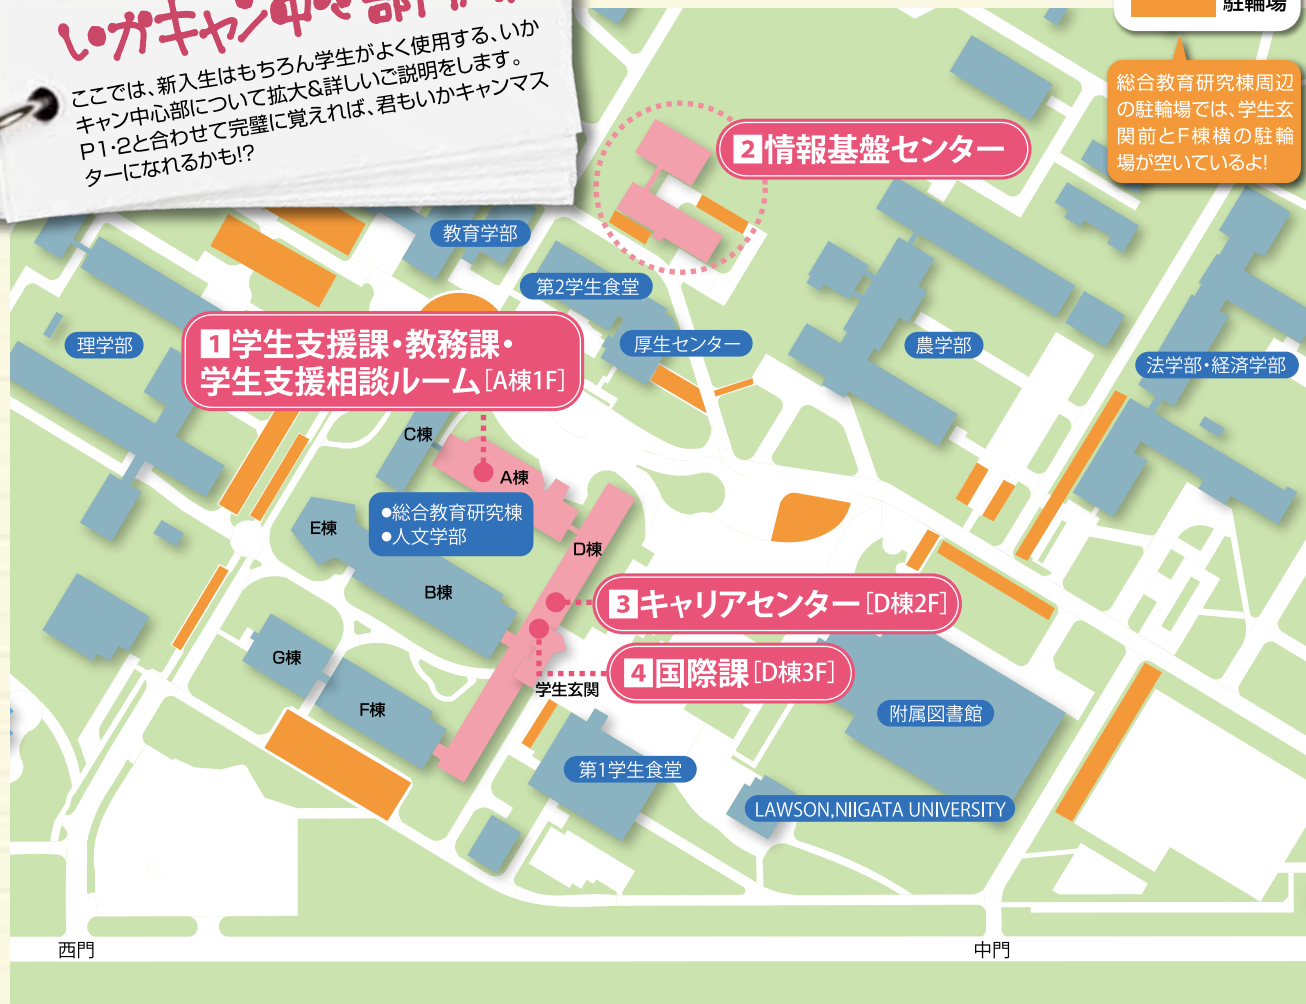 いかキャン中心部
ここでは、新入生はもちろん学生がよく使用する、いか
キャン中心部について拡大&詳しいご説明をします。
P1・2と合わせて完璧に覚えれば、君もいかキャンマス
ターになれるかも!?
駐輪場
総合教育研究棟周辺
の駐輪場では、学生玄
関前とF棟横の駐輪
場が空いているよ!
2情報基盤センター
教育学部
第2学生食堂
理学部
1学生支援課・教務課・
学生支援相談ルーム[A棟1F]
厚生センター
農学部
法学部・経済学部
C棟
A棟
●総合教育研究棟
●人文学部
E棟
D棟
B棟
3キャリアセンター[D棟2F]
G棟
4国際課[D棟3F]
学生玄関
F棟
附属図書館
第1学生食堂
LAWSON,NIIGATA UNIVERSITY
西門
中門